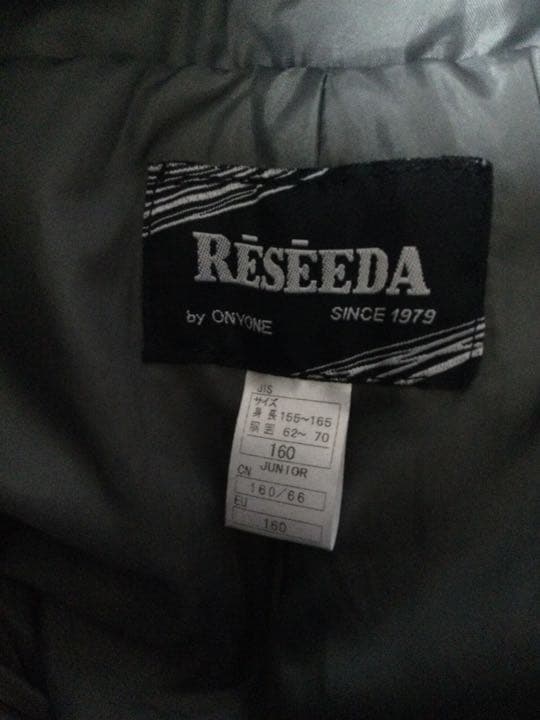 RĒSĒEDA
by ONYONE SINCE 1979
JIS
サイズ
身長 155~165
胴囲 62~ 70
160
JUNIOR
CN
160/66
EU
160